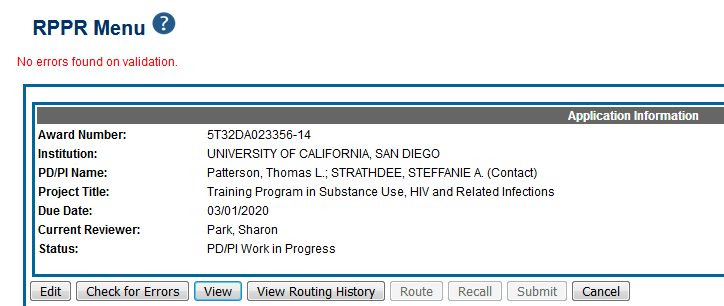 RPPR Menu ?
No errors found on validation.
Application Information
Award Number: 5T32DA023356-14
Institution: UNIVERSITY OF CALIFORNIA, SAN DIEGO
PD/PI Name: Patterson, Thomas L.; STRATHDEE, STEFFANIE A. (Contact)
Project Title: Training Program in Substance Use, HIV and Related Infections
Due Date: 03/01/2020
Current Reviewer: Park, Sharon
Status: PD/PI Work in Progress
Edit Check for Errors View View Routing History Route Recall Submit Cancel